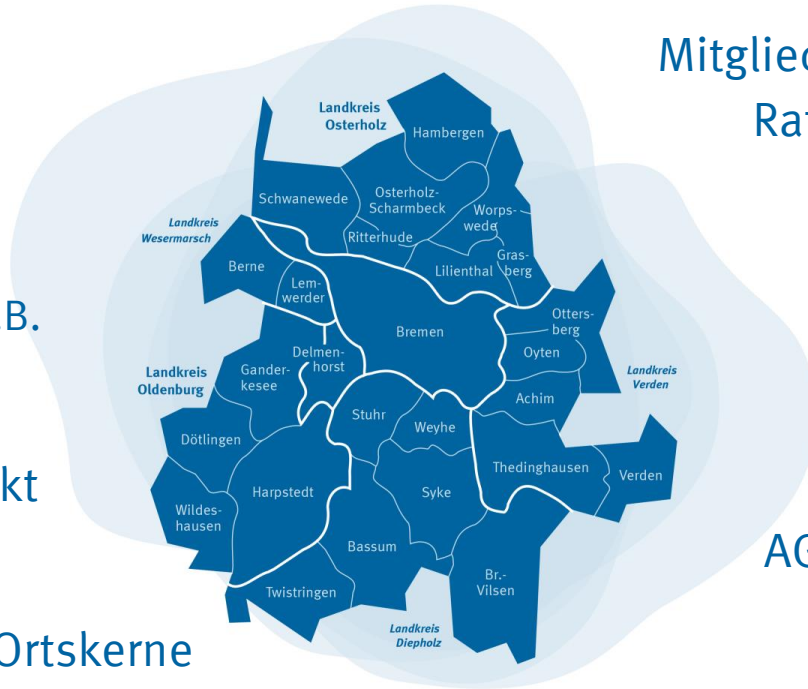 Mitglied
Rat
B.
kt
AG
Ortskerne
Landkreis
Osterholz
Hambergen
Schwanewede
Osterholz-
Scharmbeck
Worps-
wede
Ritterhude
Landkreis
Wesermarsch
Gras-
berg
Lilienthal
Berne
Lem-
werder
Bremen
Otters-
berg
Oyten
Landkreis
Verden
Landkreis
Oldenburg
Gander-
kesee
Delmen-
horst
Achim
Stuhr
Weyhe
Dötlingen
Thedinghausen
Verden
Harpstedt
Syke
Wildes-
hausen
Bassum
Br.-
Vilsen
Twistringen
Landkreis
Diepholz